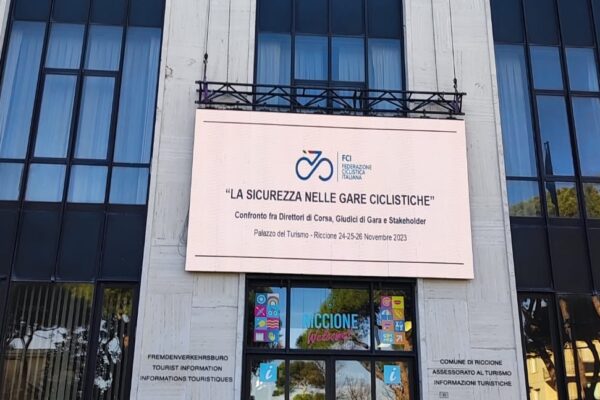 FCI
FEDERAZIONE
CICLISTICA
ITALIANA
“LA SICUREZZA NELLE GARE CICLISTICHE”
Confronto fra Direttori di Corsa, Giudici di Gara e Stakeholder
Palazzo del Turismo - Riccione 24-25-26 Novembre 2023
RICCIONE
Welcomes
i
i
FREMDENVERKEHRSBURO
TOURIST INFORMATION
INFORMATIONS TOURISTIQUES
COMUNE DI RICCIONE
ASSESSORATO AL TURISMO
INFORMAZIONI TURISTICHE